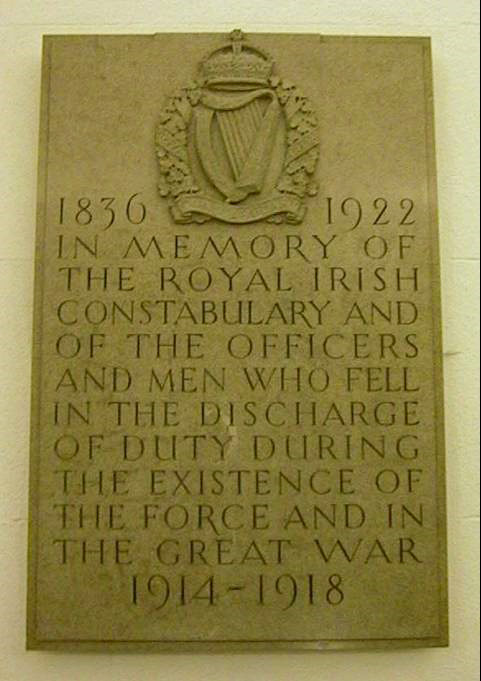 1836 1922
IN MEMORY OF
THE ROYAL IRISH
CONSTABULARY AND
OF THE OFFICERS
AND MEN WHO FELL
IN THE DISCHARGE
OF DUTY DURING
THE EXISTENCE OF
THE FORCE AND IN
THE GREAT WAR
1914-1918